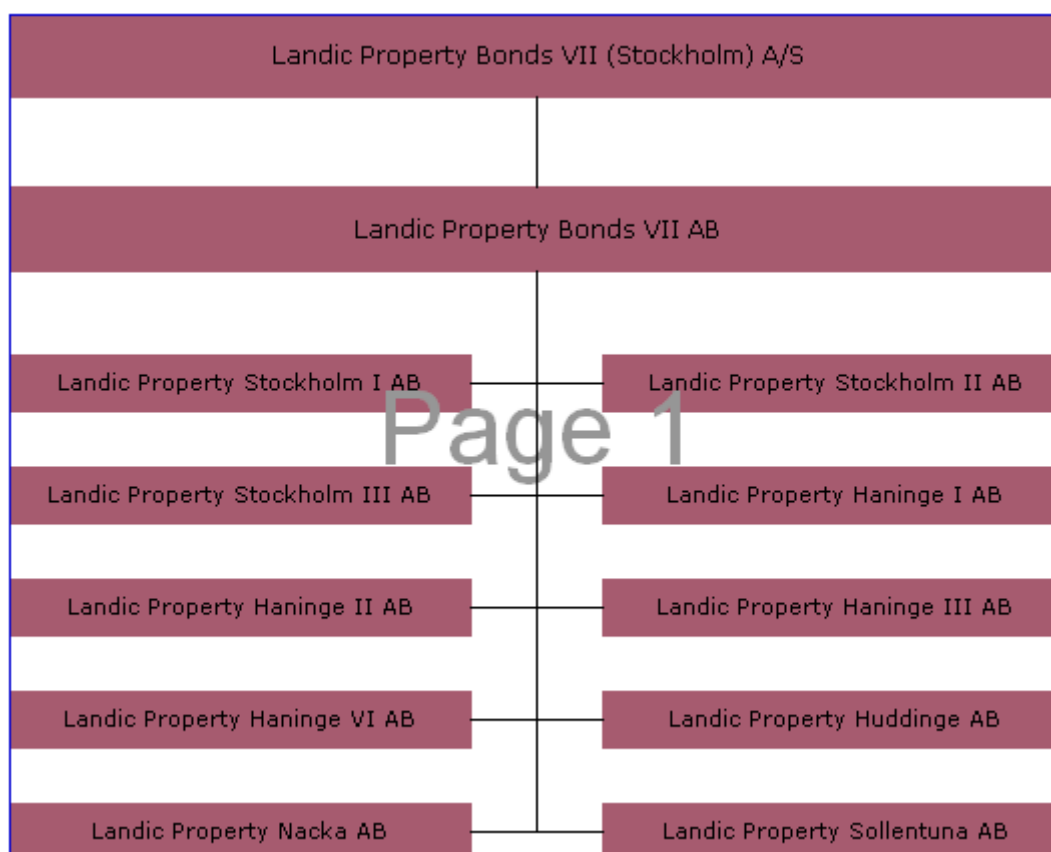 Landic Property Bonds VII (Stockholm) A/S
Landic Property Bonds VII AB
Landic Property Stockholm I AB
Landic Property Stockholm II AB
Page 1
Landic Property Stockholm III AB
Landic Property Haninge I AB
Landic Property Haninge II AB
Landic Property Haninge III AB
Landic Property Haninge VI AB
Landic Property Huddinge AB
Landic Property Nacka AB
Landic Property Sollentuna AB